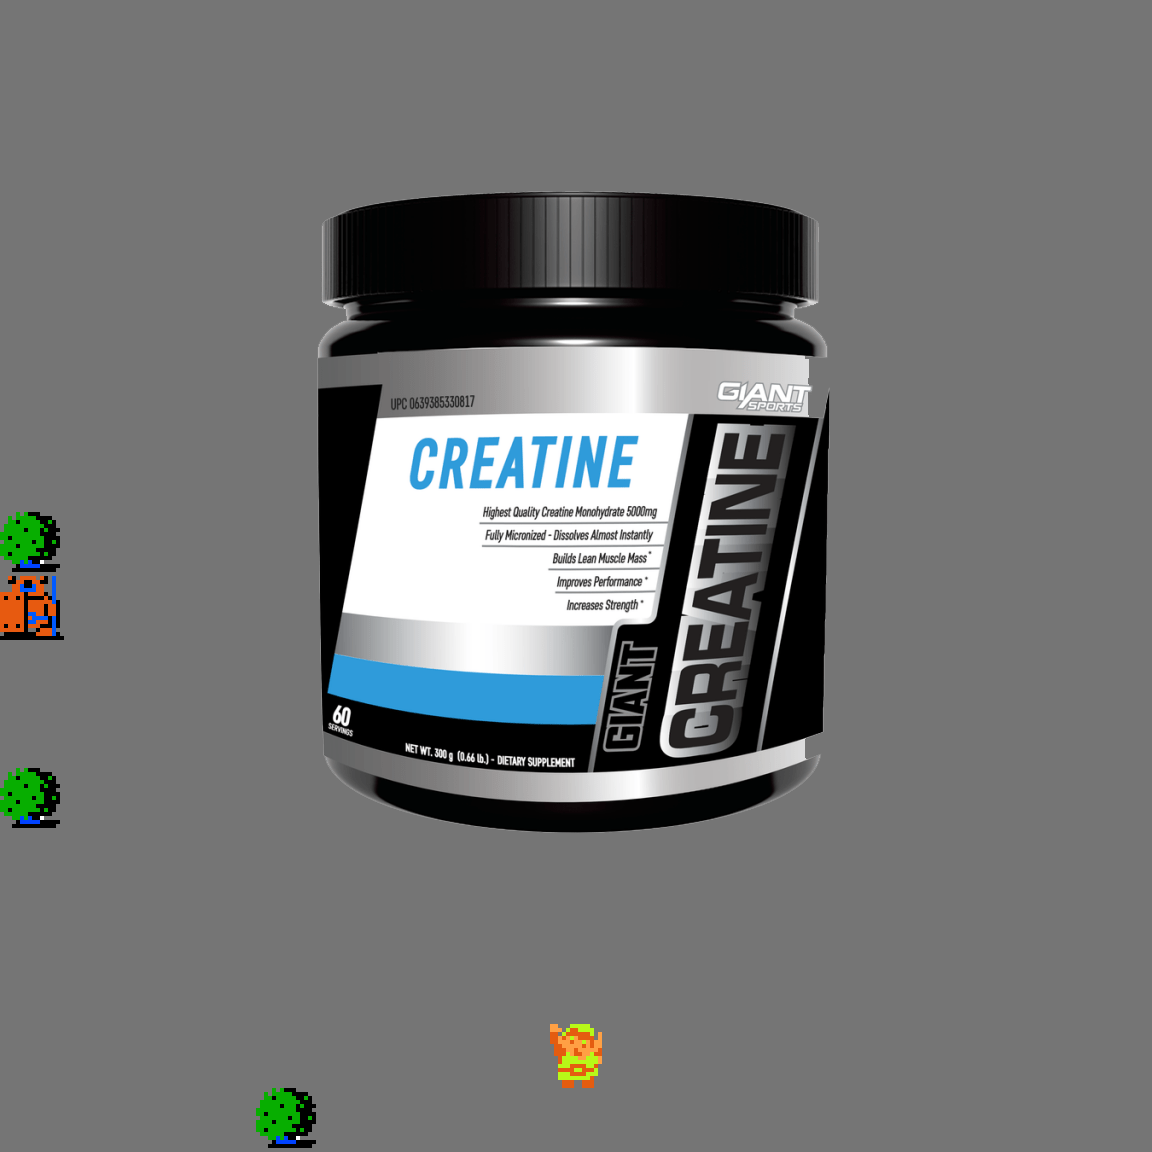 UPC 0639385330817
GIANT
SPORTS
CREATINE
Highest Quality Creatine Monohydrate 5000mg
Fully Micronized - Dissolves Almost Instantly
Builds Lean Muscle Mass*
Improves Performance *
Increases Strength *
GIANT
CREATINE
60
SERVINGS
NET WT. 300 g (0.66 lb.) - DIETARY SUPPLEMENT